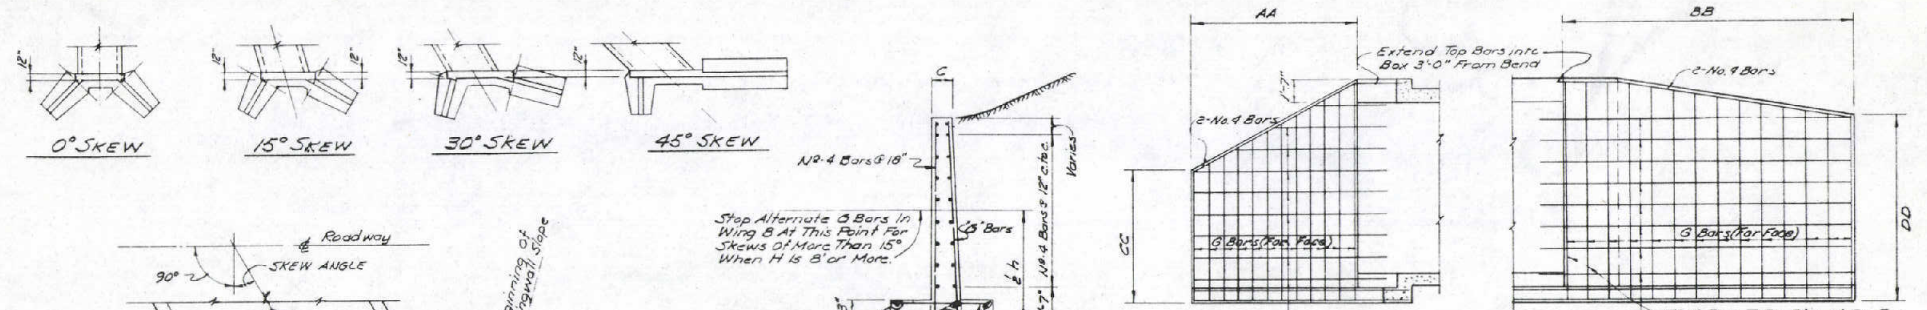 12"
12"
12"
12"
12"
12"
0° SKEW
15° SKEW
30° SKEW
45° SKEW
℄ Roadway
90°
SKEW ANGLE
C
No. 4 Bars @ 18"
Stop Alternate G Bars In
Wing B At This Point For
Skews Of More Than 15°
When H Is 8' or More.
"G" Bars
No. 4 Bars @ 12" c. to c.
Varies
½ h
3"
AA
Extend Top Bars into
Box 3'-0" From Bend
2-No. 4 Bars
CC
G Bars (Far Face)
BB
2-No. 4 Bars
G Bars (Far Face)
DD